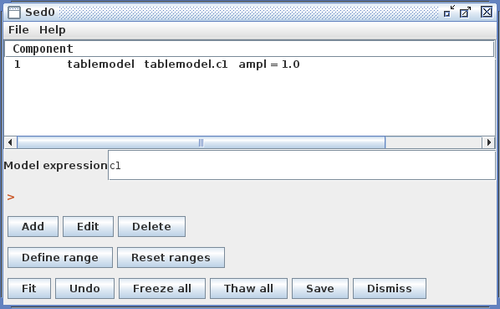 Sed0
File Help
Component
1 tablemodel tablemodel.c1 ampl = 1.0
Model expression c1
>
Add Edit Delete
Define range Reset ranges
Fit Undo Freeze all Thaw all Save Dismiss